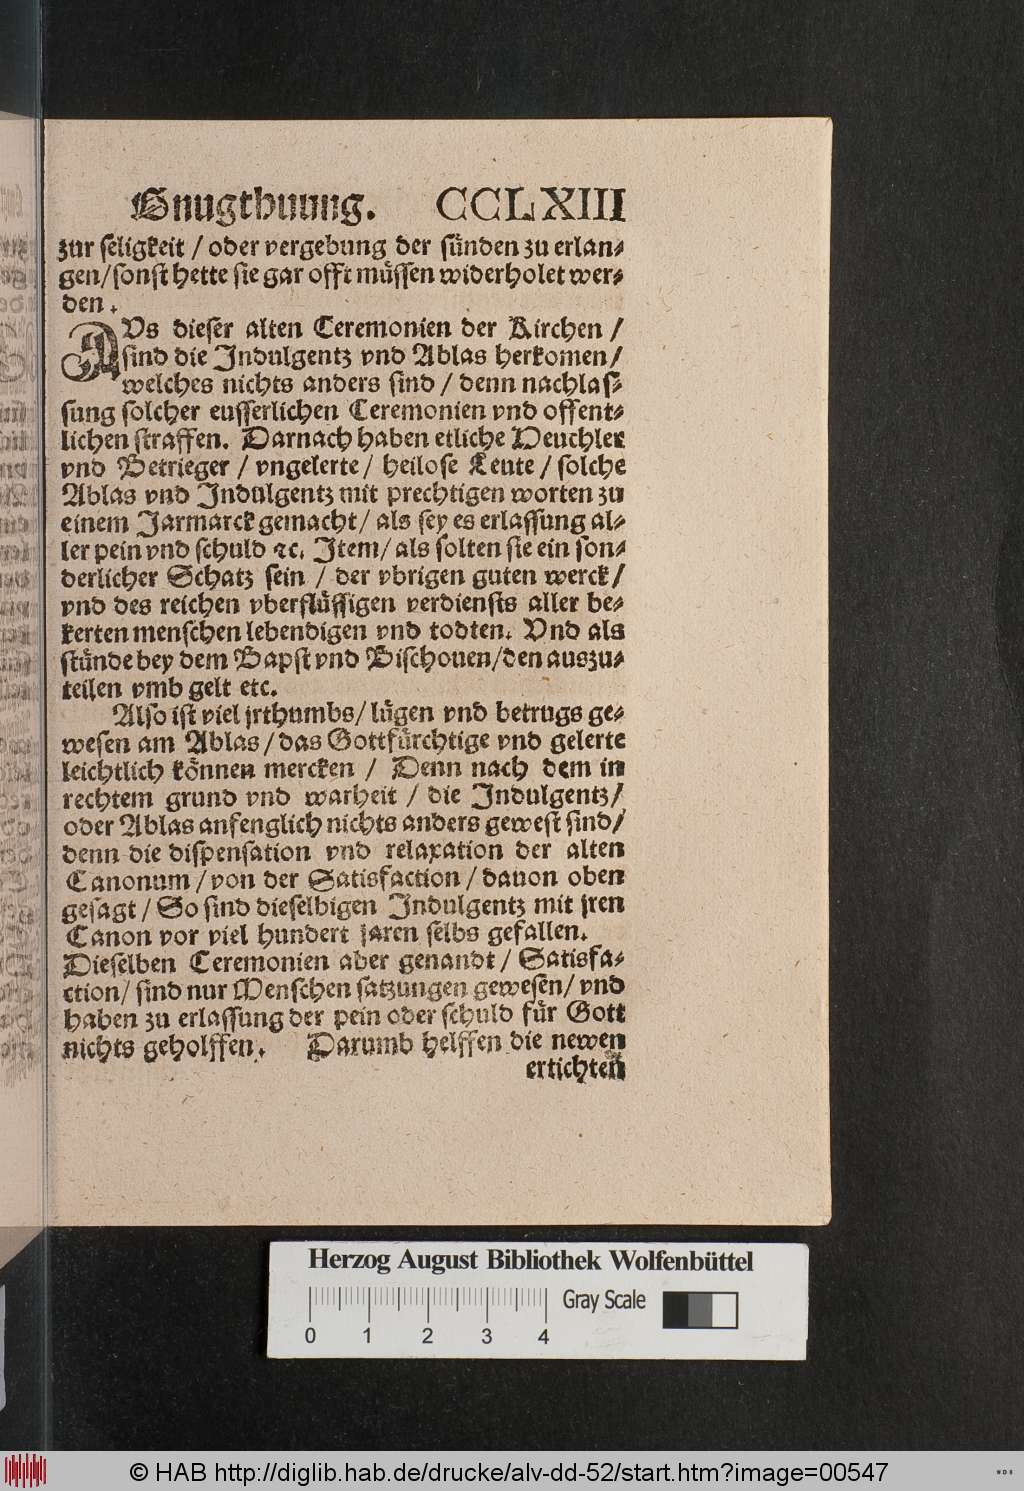 Gnugthuung. CCLXIII
zur seligkeit / oder vergebung der sünden zu erlan⸗
gen/sonst hette sie gar offt müssen widerholet wer⸗
den.
AVs dieser alten Ceremonien der Kirchen /
sind die Indulgentz vnd Ablas herkomen/
welches nichts anders sind / denn nachlas⸗
sung solcher eusserlichen Ceremonien vnd offent⸗
lichen straffen. Darnach haben etliche Heuchler
vnd Betrieger / vngelerte / heilose Leute / solche
Ablas vnd Indulgentz mit prechtigen worten zu
einem Jarmarck gemacht / als sey es erlassung al⸗
ler pein vnd schuld ꝛc. Item/ als solten sie ein son⸗
derlicher Schatz sein / der vbrigen guten werck/
vnd des reichen vberflüssigen verdiensts aller be⸗
kerten menschen lebendigen vnd todten. Vnd als
stünde bey dem Bapst vnd Bischouen/den auszu⸗
teilen vmb gelt etc.
Also ist viel jrthumbs/ lügen vnd betrugs ge⸗
wesen am Ablas / das Gottfürchtige vnd gelerte
leichtlich können mercken / Denn nach dem in
rechtem grund vnd warheit / die Indulgentz/
oder Ablas anfenglich nichts anders gewest sind/
denn die dispensation vnd relaxation der alten
Canonum / von der Satisfaction / dauon oben
gesagt / So sind dieselbigen Indulgentz mit jren
Canon vor viel hundert jaren selbs gefallen.
Dieselben Ceremonien aber genandt / Satisfa⸗
ction/ sind nur Menschen satzungen gewesen/ vnd
haben zu erlassung der pein oder schuld für Gott
nichts geholffen. Darumb helffen die newen
ertichten
Herzog August Bibliothek Wolfenbüttel
0 1 2 3 4 Gray Scale
© HAB http://diglib.hab.de/drucke/alv-dd-52/start.htm?image=00547
WDB